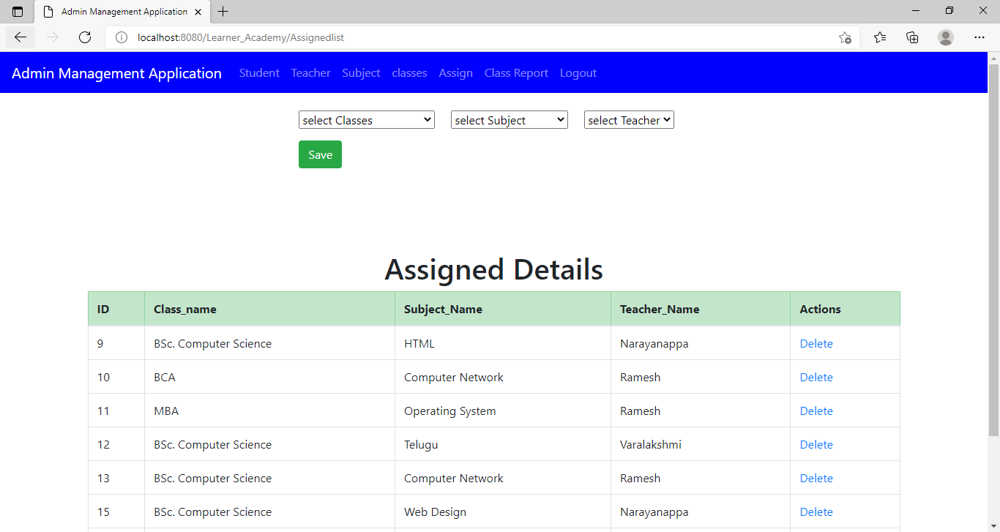 Admin Management Application
localhost:8080/Learner_Academy/Assignedlist
Admin Management Application Student Teacher Subject classes Assign Class Report Logout
select Classes select Subject select Teacher
Save
Assigned Details
ID Class_name Subject_Name Teacher_Name Actions
9 BSc. Computer Science HTML Narayanappa Delete
10 BCA Computer Network Ramesh Delete
11 MBA Operating System Ramesh Delete
12 BSc. Computer Science Telugu Varalakshmi Delete
13 BSc. Computer Science Computer Network Ramesh Delete
15 BSc. Computer Science Web Design Narayanappa Delete